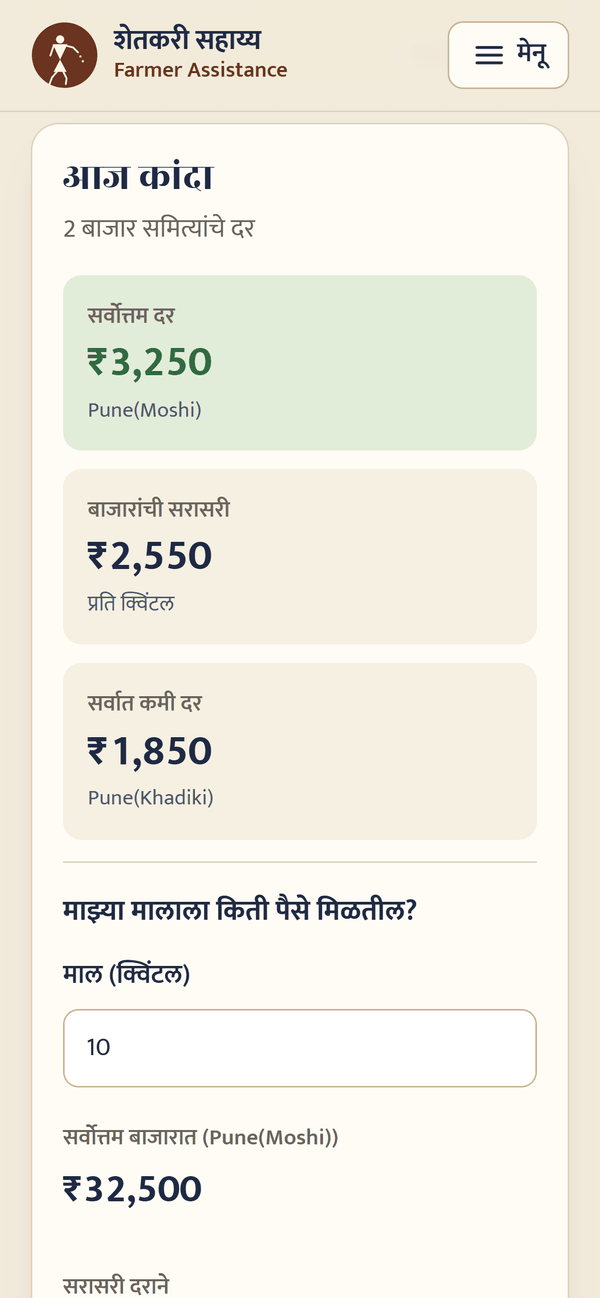 शेतकरी सहाय्य
Farmer Assistance
मेनू
आज कांदा
2 बाजार समित्यांचे दर
सर्वोत्तम दर
₹3,250
Pune(Moshi)
बाजारांची सरासरी
₹2,550
प्रति क्विंटल
सर्वात कमी दर
₹1,850
Pune(Khadiki)
माझ्या मालाला किती पैसे मिळतील?
माल (क्विंटल)
10
सर्वोत्तम बाजारात (Pune(Moshi))
₹32,500
सरासरी दराने